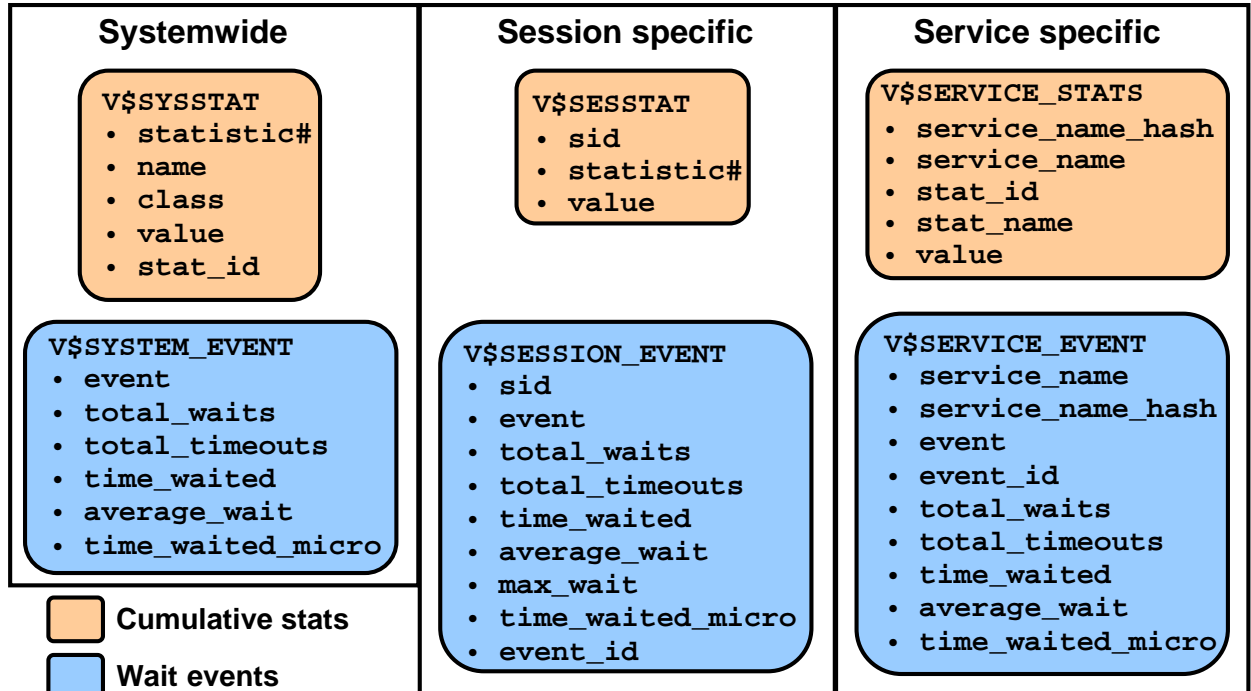 Systemwide
V$SYSSTAT
• statistic#
• name
• class
• value
• stat_id
V$SYSTEM_EVENT
• event
• total_waits
• total_timeouts
• time_waited
• average_wait
• time_waited_micro
Cumulative stats
Wait events
Session specific
V$SESSTAT
• sid
• statistic#
• value
V$SESSION_EVENT
• sid
• event
• total_waits
• total_timeouts
• time_waited
• average_wait
• max_wait
• time_waited_micro
• event_id
Service specific
V$SERVICE_STATS
• service_name_hash
• service_name
• stat_id
• stat_name
• value
V$SERVICE_EVENT
• service_name
• service_name_hash
• event
• event_id
• total_waits
• total_timeouts
• time_waited
• average_wait
• time_waited_micro